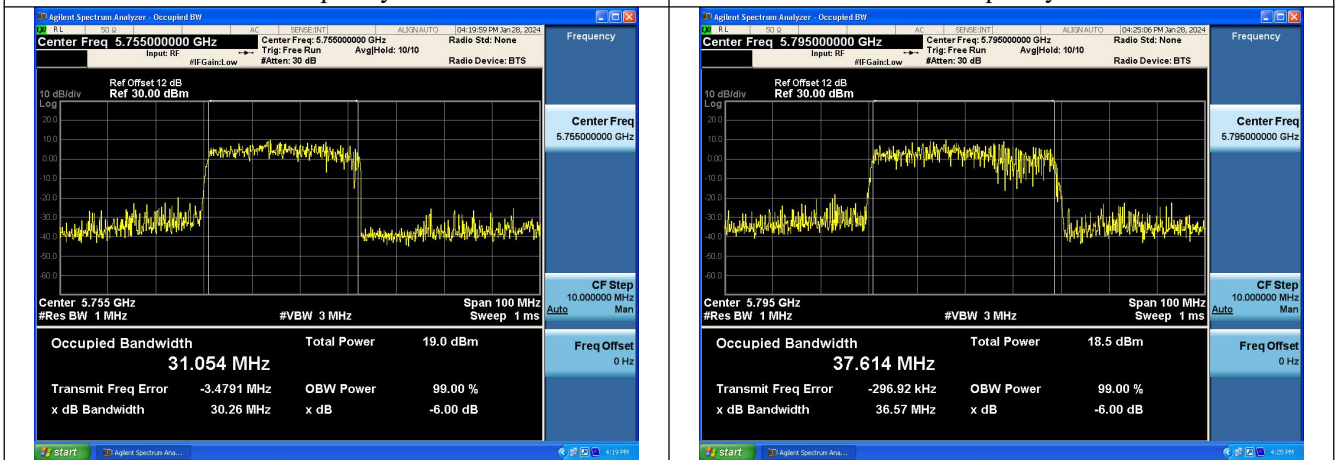 Agilent Spectrum Analyzer - Occupied BW
RL 50 Ω AC SENSE:INT ALIGNAUTO 04:19:59 PM Jan 28, 2024
Center Freq 5.755000000 GHz
Input: RF
#IFGain:Low
Center Freq: 5.755000000 GHz
Trig: Free Run Avg|Hold: 10/10
#Atten: 30 dB
Radio Std: None
Radio Device: BTS
Frequency
Ref Offset 12 dB
10 dB/div Ref 30.00 dBm
Log
20.0
10.0
0.00
-10.0
-20.0
-30.0
-40.0
-50.0
-60.0
Center Freq
5.755000000 GHz
Center 5.755 GHz Span 100 MHz
#Res BW 1 MHz #VBW 3 MHz Sweep 1 ms
CF Step
10.000000 MHz
Auto Man
Occupied Bandwidth Total Power 19.0 dBm
31.054 MHz
Transmit Freq Error -3.4791 MHz OBW Power 99.00 %
x dB Bandwidth 30.26 MHz x dB -6.00 dB
Freq Offset
0 Hz
start Agilent Spectrum Ana... 4:19 PM
Agilent Spectrum Analyzer - Occupied BW
RL 50 Ω AC SENSE:INT ALIGNAUTO 04:25:06 PM Jan 28, 2024
Center Freq 5.795000000 GHz
Input: RF
#IFGain:Low
Center Freq: 5.795000000 GHz
Trig: Free Run Avg|Hold: 10/10
#Atten: 30 dB
Radio Std: None
Radio Device: BTS
Frequency
Ref Offset 12 dB
10 dB/div Ref 30.00 dBm
Log
20.0
10.0
0.00
-10.0
-20.0
-30.0
-40.0
-50.0
-60.0
Center Freq
5.795000000 GHz
Center 5.795 GHz Span 100 MHz
#Res BW 1 MHz #VBW 3 MHz Sweep 1 ms
CF Step
10.000000 MHz
Auto Man
Occupied Bandwidth Total Power 18.5 dBm
37.614 MHz
Transmit Freq Error -296.92 kHz OBW Power 99.00 %
x dB Bandwidth 36.57 MHz x dB -6.00 dB
Freq Offset
0 Hz
start Agilent Spectrum Ana... 4:25 PM